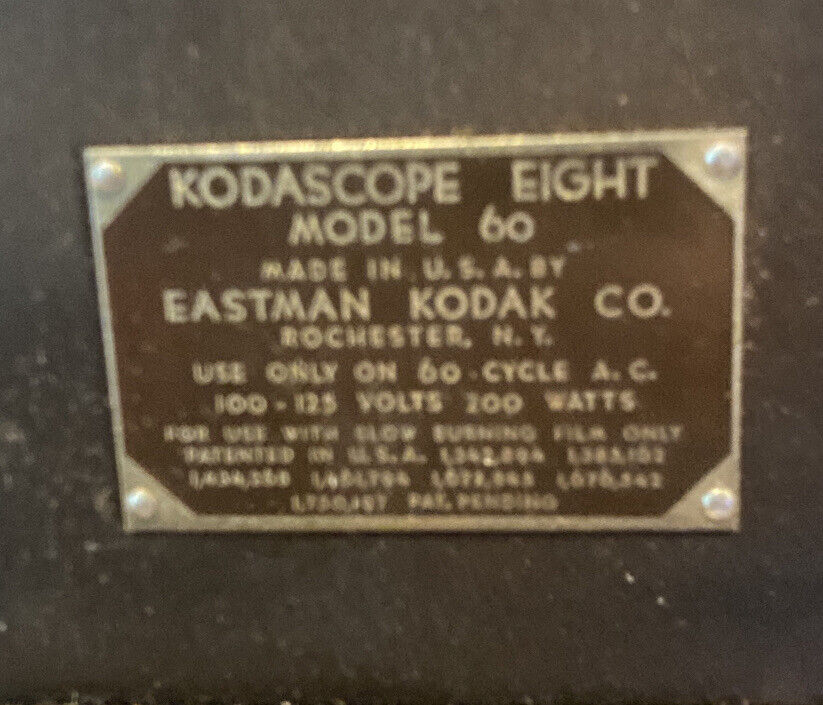 KODASCOPE EIGHT
MODEL 60
MADE IN U.S.A. BY
EASTMAN KODAK CO.
ROCHESTER, N.Y.
USE ONLY ON 60-CYCLE A.C.
100-125 VOLTS 200 WATTS
FOR USE WITH SLOW BURNING FILM ONLY
PATENTED IN U.S.A.
PAT. PENDING